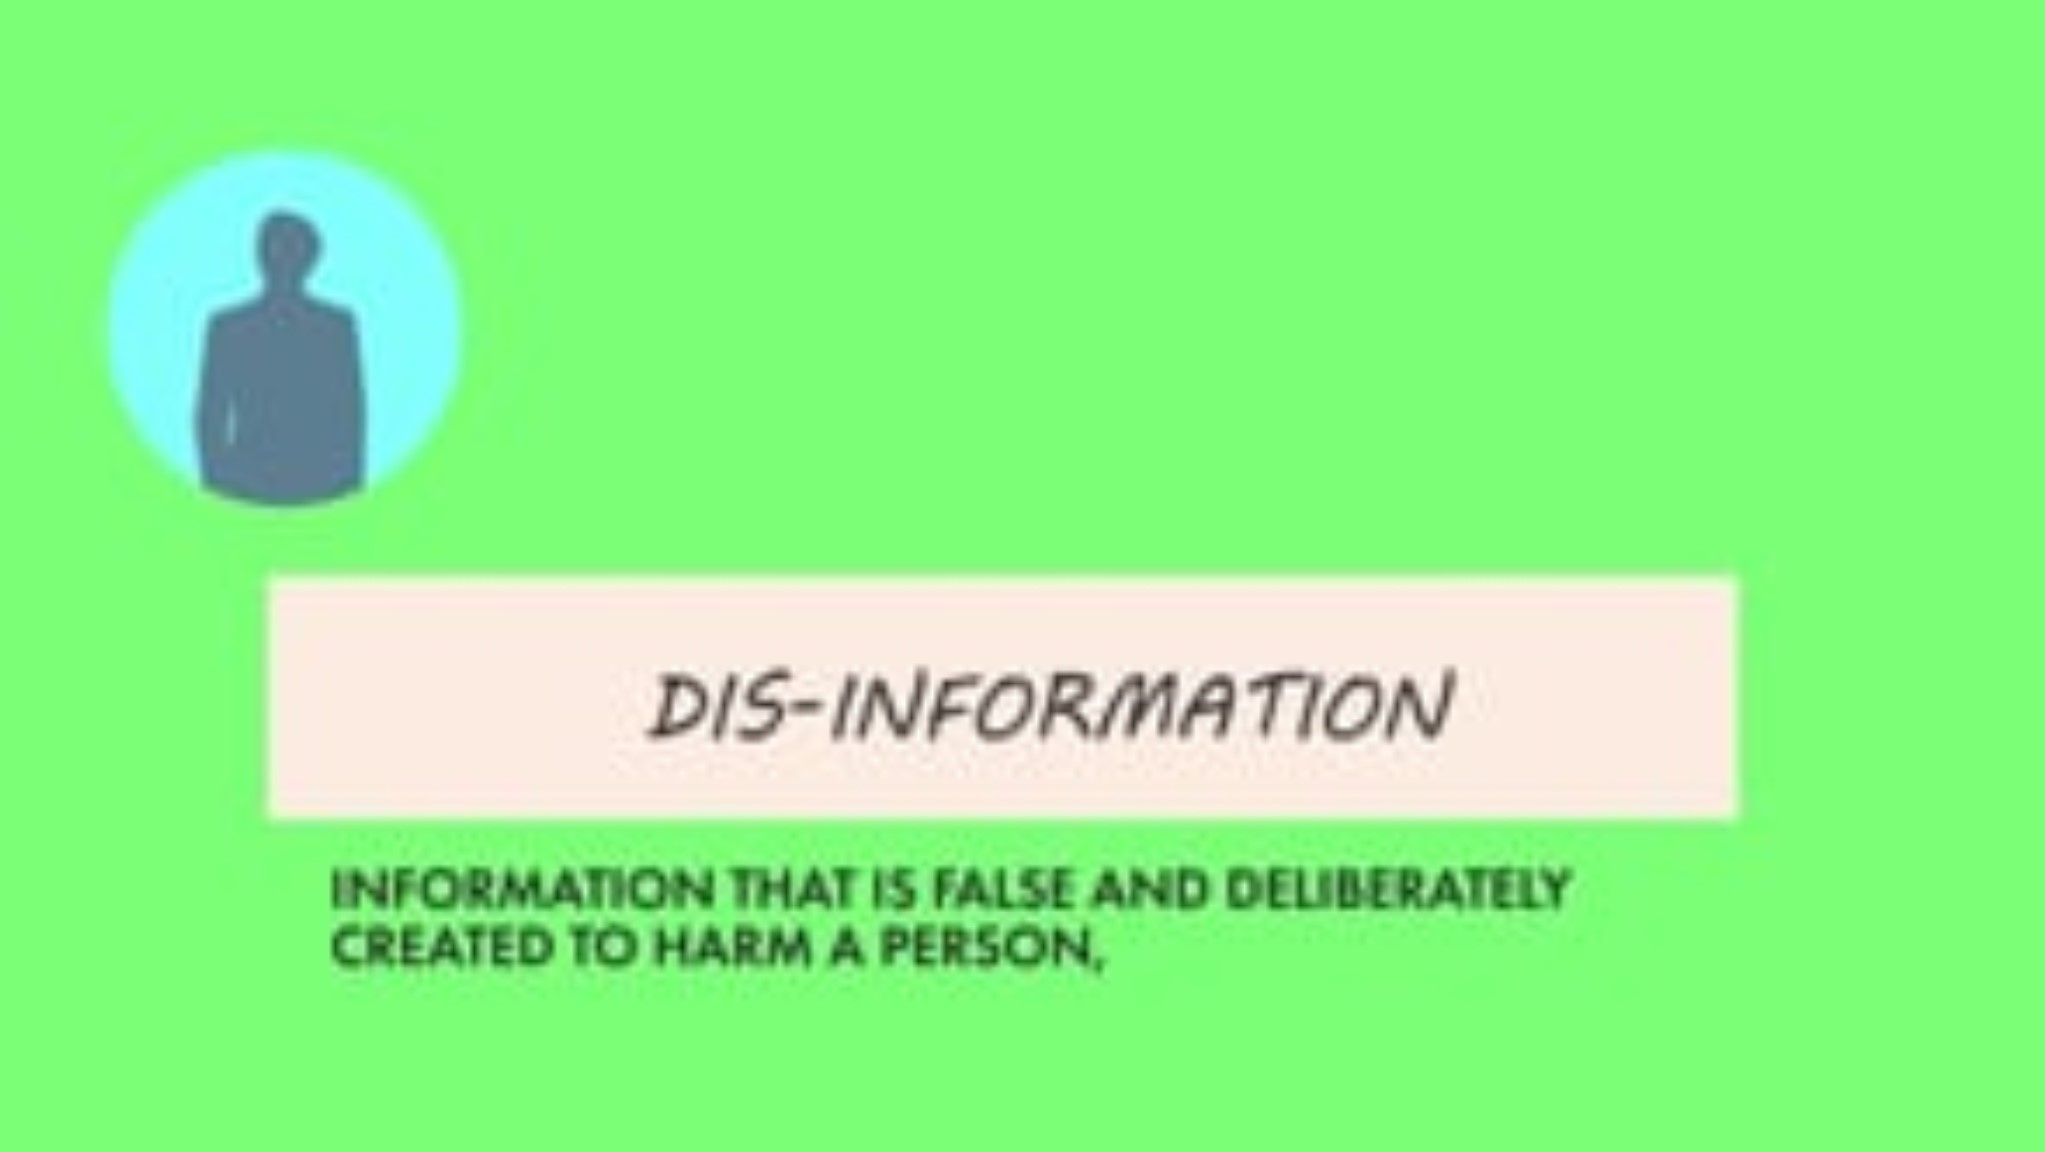 DIS-INFORMATION
INFORMATION THAT IS FALSE AND DELIBERATELY
CREATED TO HARM A PERSON,